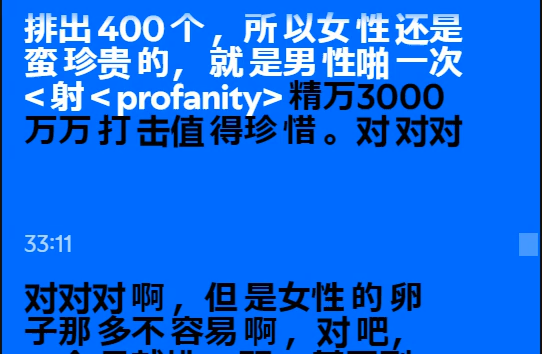 排出400个，所以女性还是
蛮珍贵的，就是男性啪一次
<射<profanity>精万3000
万万打击值得珍惜。对对对
33:11
对对对啊，但是女性的卵
子那多不容易啊，对吧，